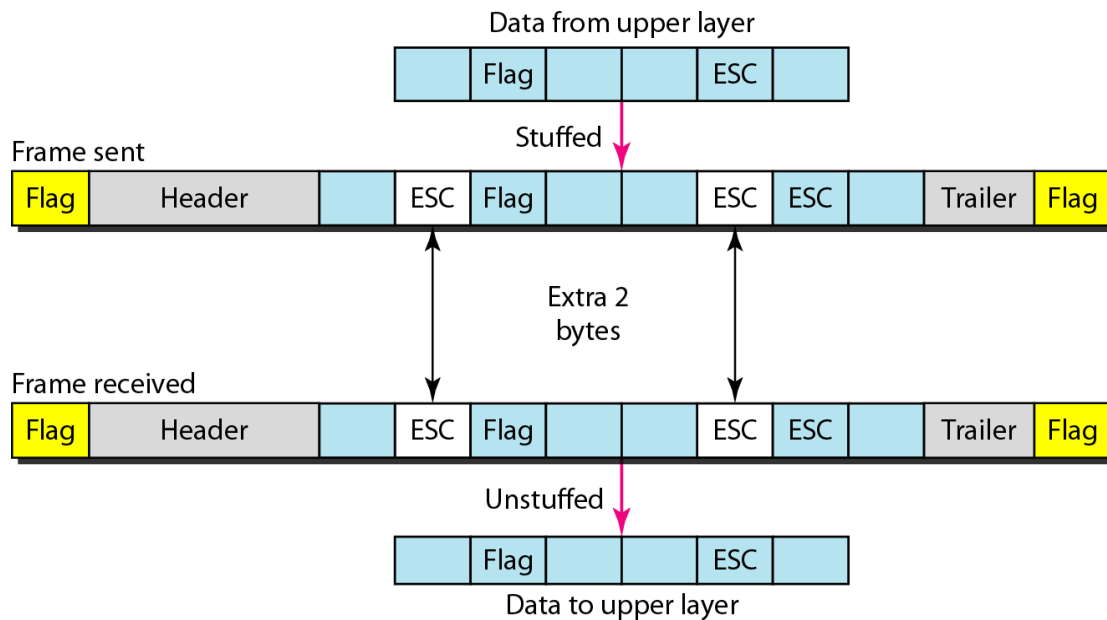 Data from upper layer
Flag ESC
Stuffed
Frame sent
Flag Header ESC Flag ESC ESC Trailer Flag
Extra 2
bytes
Frame received
Flag Header ESC Flag ESC ESC Trailer Flag
Unstuffed
Flag ESC
Data to upper layer